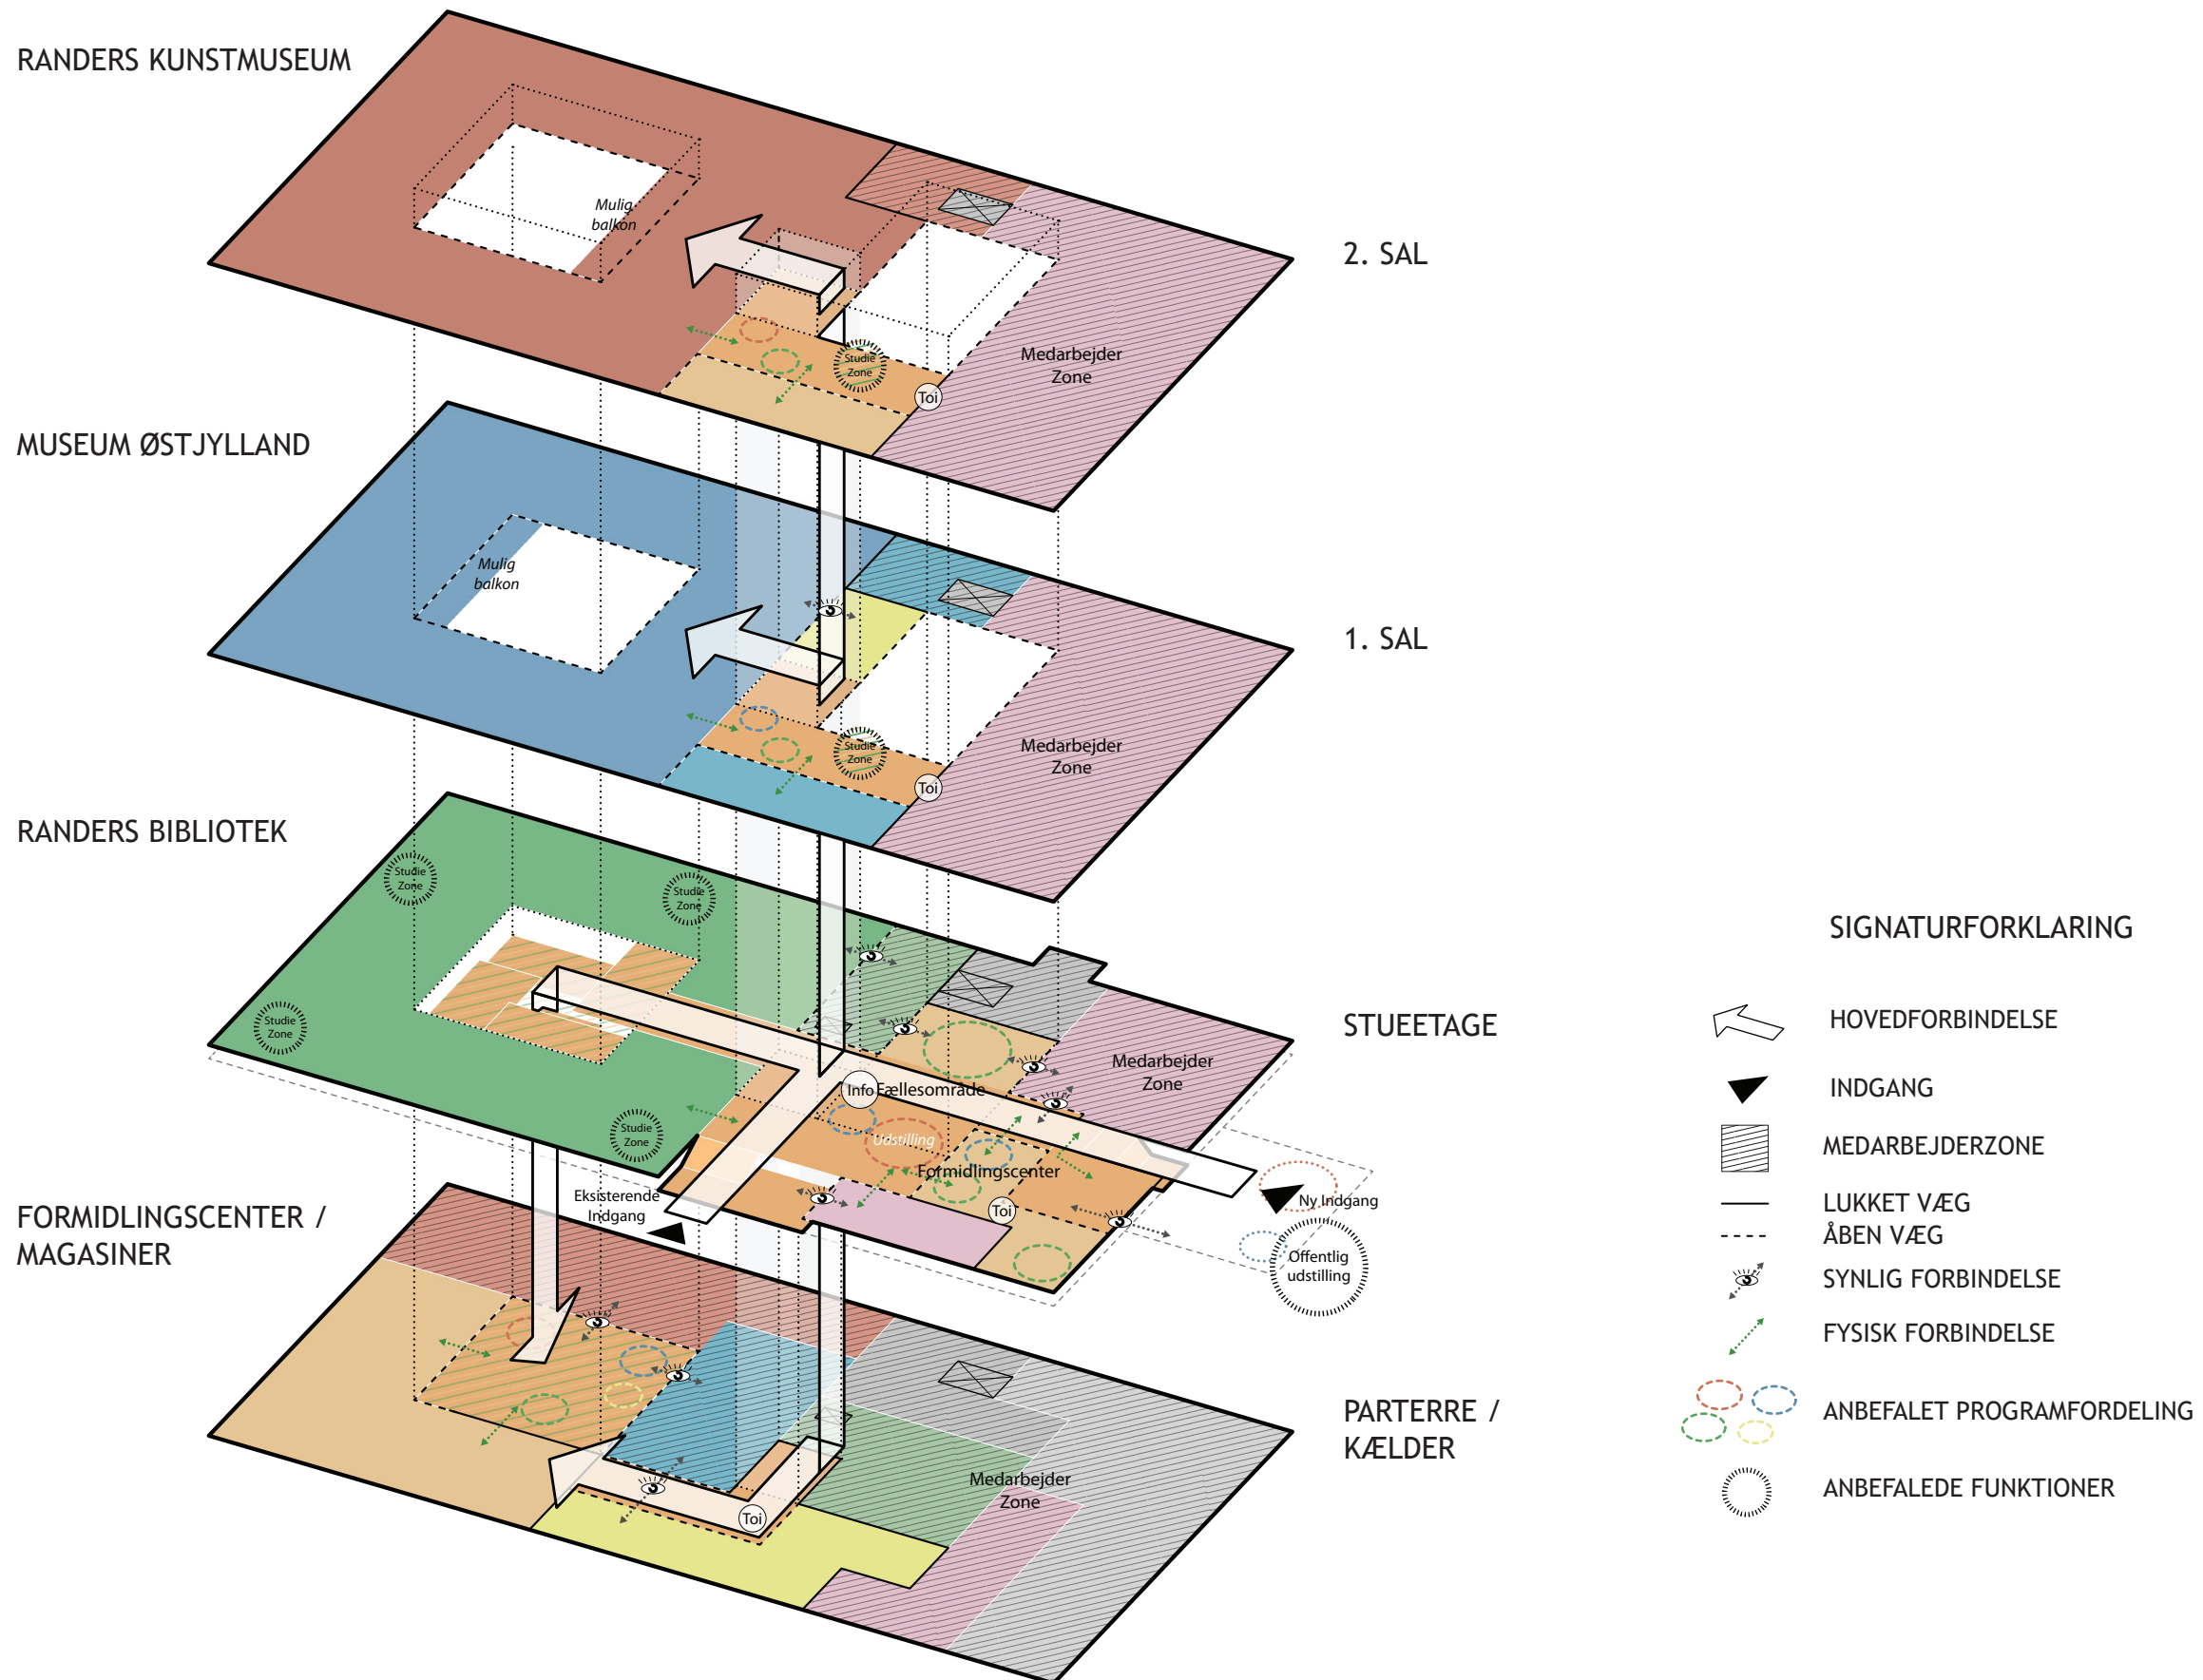 RANDERS KUNSTMUSEUM
Mulig
balkon
2. SAL
Studie
Zone
Medarbejder
Zone
Toi
MUSEUM ØSTJYLLAND
Mulig
balkon
1. SAL
Studie
Zone
Medarbejder
Zone
Toi
RANDERS BIBLIOTEK
Studie
Zone
Studie
Zone
Studie
Zone
Studie
Zone
STUEETAGE
Medarbejder
Zone
Info
Fællesområde
Udstilling
Formidlingscenter
Toi
Eksisterende
Indgang
Ny Indgang
Offentlig
udstilling
FORMIDLINGSCENTER /
MAGASINER
PARTERRE /
KÆLDER
Medarbejder
Zone
Toi
SIGNATURFORKLARING
HOVEDFORBINDELSE
INDGANG
MEDARBEJDERZONE
LUKKET VÆG
ÅBEN VÆG
SYNLIG FORBINDELSE
FYSISK FORBINDELSE
ANBEFALET PROGRAMFORDELING
ANBEFALEDE FUNKTIONER